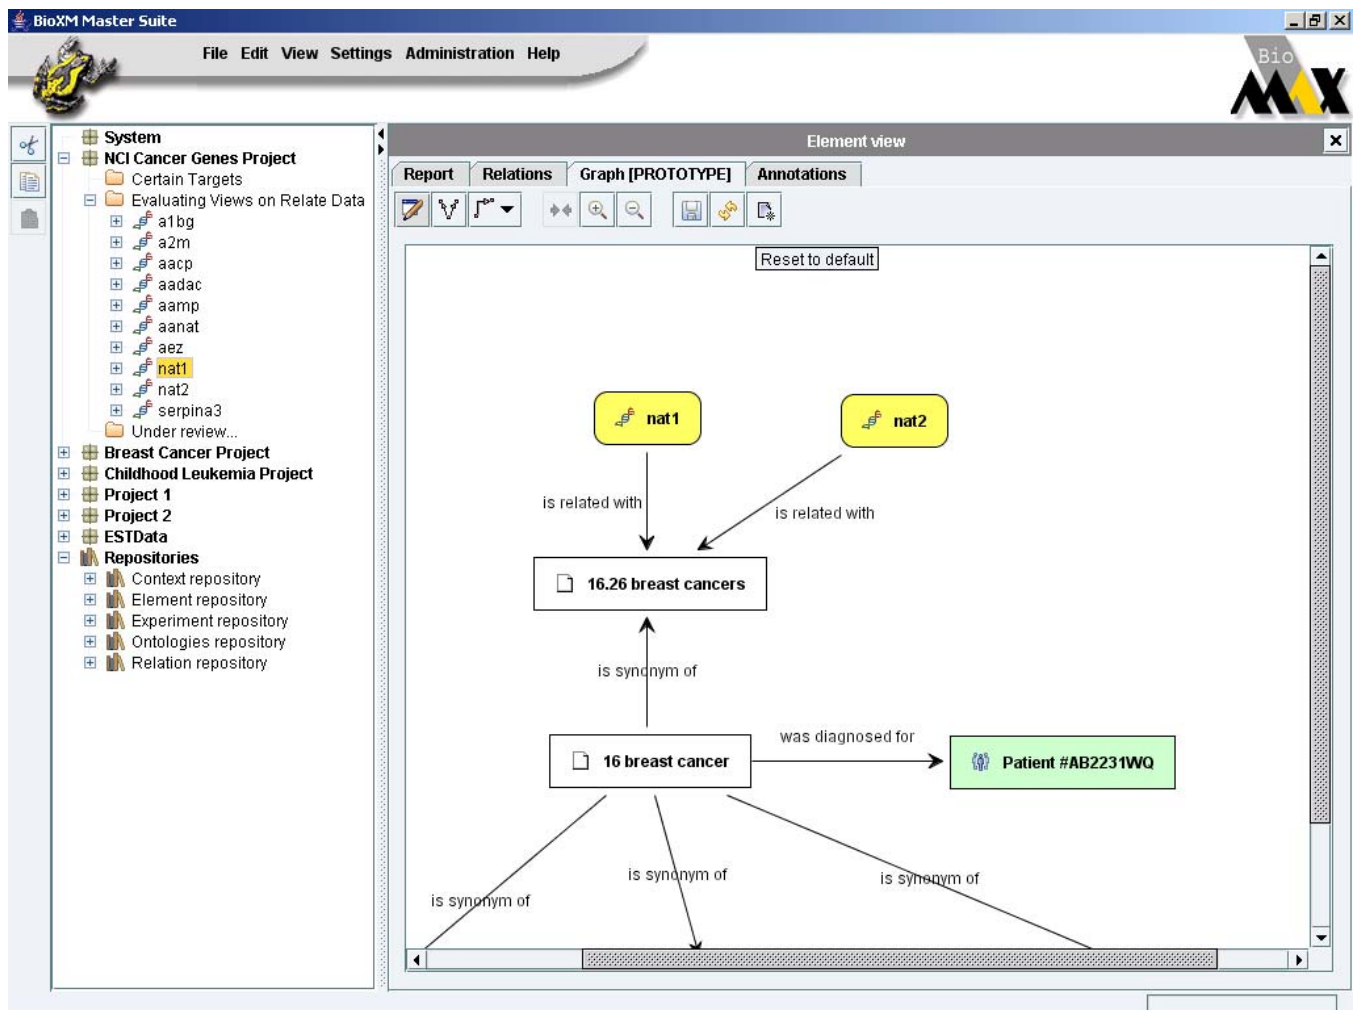 BioXM Master Suite
File Edit View Settings Administration Help
Bio
MAX
System
NCI Cancer Genes Project
Certain Targets
Evaluating Views on Relate Data
a1bg
a2m
aacp
aadac
aamp
aanat
aez
nat1
nat2
serpina3
Under review...
Breast Cancer Project
Childhood Leukemia Project
Project 1
Project 2
ESTData
Repositories
Context repository
Element repository
Experiment repository
Ontologies repository
Relation repository
Element view
Report Relations Graph [PROTOTYPE] Annotations
Reset to default
nat1
nat2
is related with
is related with
16.26 breast cancers
is synonym of
16 breast cancer
was diagnosed for
Patient #AB2231WQ
is synonym of
is synonym of
is synonym of